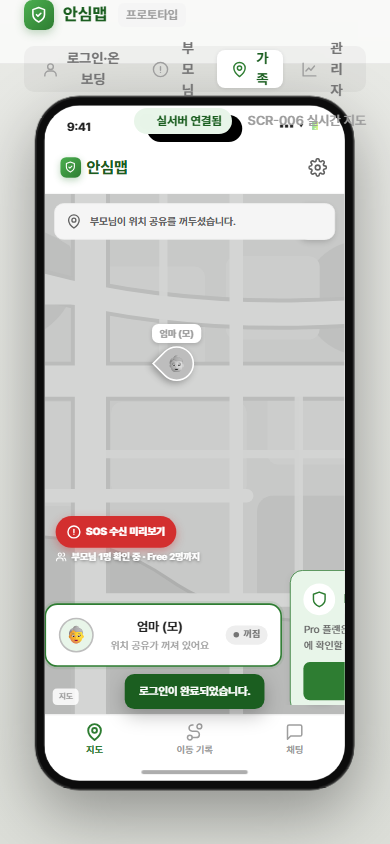 안심맵 프로토타입
로그인·온
보딩
부
모
님
가
족
관
리
자
9:41
실서버 연결됨
SCR-006 실시간 지도
안심맵
부모님이 위치 공유를 꺼두셨습니다.
엄마 (모)
SOS 수신 미리보기
부모님 1명 확인 중 · Free 2명까지
엄마 (모)
위치 공유가 꺼져 있어요
꺼짐
Pro 플랜은
에 확인할
지도
로그인이 완료되었습니다.
지도
이동 기록
채팅